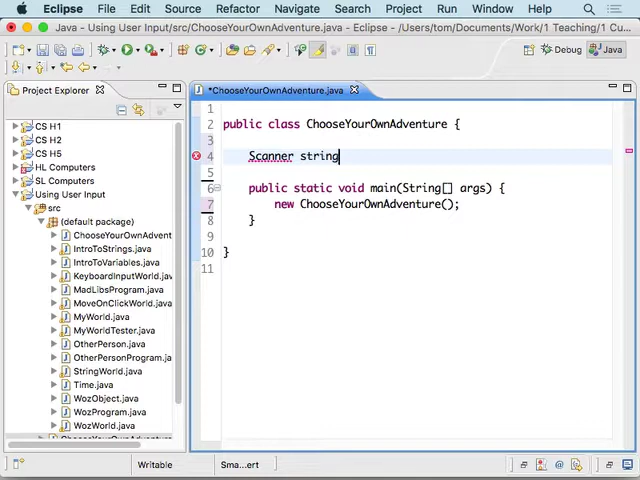 Eclipse File Edit Source Refactor Navigate Search Project Run Window Help
Java - Using User Input/src/ChooseYourOwnAdventure.java - Eclipse - /Users/tom/Documents/Work/1 Teaching/1 Cu...
Debug Java
Project Explorer
*ChooseYourOwnAdventure.java
CS H1
CS H2
CS H5
HL Computers
SL Computers
Using User Input
src
(default package)
ChooseYourOwnAdvent
IntroToStrings.java
IntroToVariables.java
KeyboardInputWorld.java
MadLibsProgram.java
MoveOnClickWorld.java
MyWorld.java
MyWorldTester.java
OtherPerson.java
OtherPersonProgram.java
StringWorld.java
Time.java
WozObject.java
WozProgram.java
WozWorld.java
ChooseYourOwnAdventure
1
2 public class ChooseYourOwnAdventure {
3
4 Scanner string
5
6 public static void main(String[] args) {
7 new ChooseYourOwnAdventure();
8 }
9
10 }
11
Writable Sma...ert